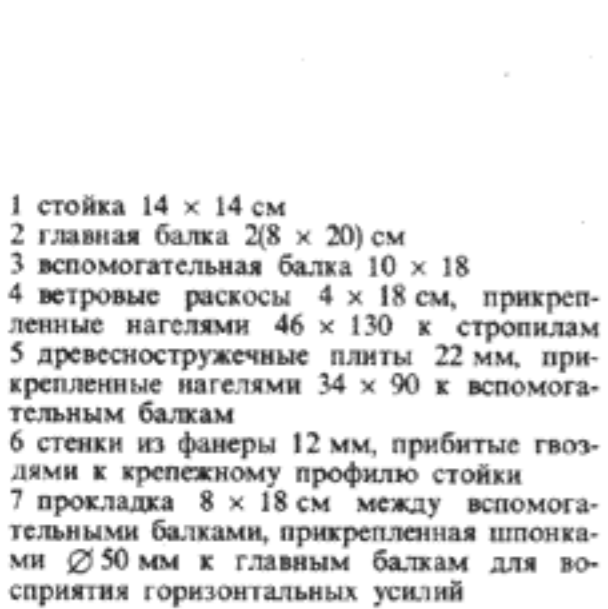 1 стойка 14 × 14 см
2 главная балка 2(8 × 20) см
3 вспомогательная балка 10 × 18
4 ветровые раскосы 4 × 18 см, прикреп-
ленные нагелями 46 × 130 к стропилам
5 древесностружечные плиты 22 мм, при-
крепленные нагелями 34 × 90 к вспомога-
тельным балкам
6 стенки из фанеры 12 мм, прибитые гвоз-
дями к крепежному профилю стойки
7 прокладка 8 × 18 см между вспомога-
тельными балками, прикрепленная шпонка-
ми ∅ 50 мм к главным балкам для во-
сприятия горизонтальных усилий